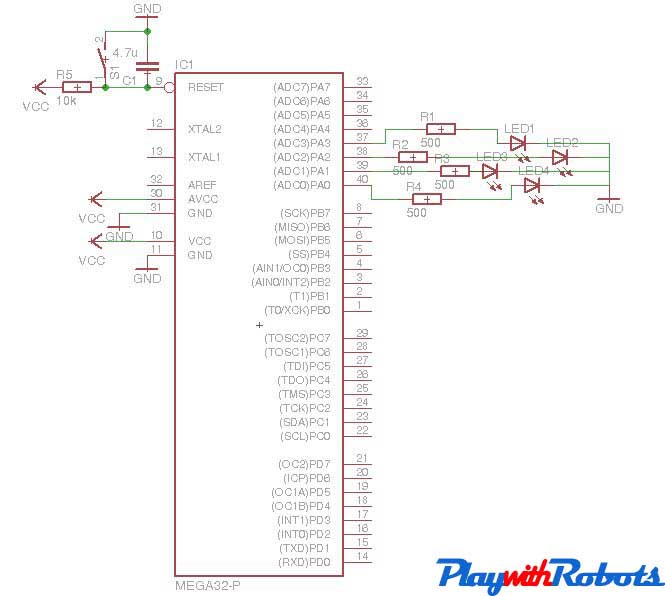 GND
2
4.7u
S1
1
C1
IC1
R5
10k
VCC
9 RESET (ADC7)PA7 33
(ADC6)PA6 34
(ADC5)PA5 35
12 XTAL2 (ADC4)PA4 36
(ADC3)PA3 37
R1
500
LED1
13 XTAL1 (ADC2)PA2 38
R2
500
LED2
(ADC1)PA1 39
R3
500
LED3
32 AREF (ADC0)PA0 40
R4
500
LED4
GND
30 AVCC
VCC
31 GND (SCK)PB7 8
GND
(MISO)PB6 7
10 VCC (MOSI)PB5 6
VCC
11 GND (SS)PB4 5
GND
(AIN1/OC0)PB3 4
(AIN0/INT2)PB2 3
(T1)PB1 2
(T0/XCK)PB0 1
(TOSC2)PC7 29
(TOSC1)PC6 28
(TDI)PC5 27
(TDO)PC4 26
(TMS)PC3 25
(TCK)PC2 24
(SDA)PC1 23
(SCL)PC0 22
(OC2)PD7 21
(ICP)PD6 20
(OC1A)PD5 19
(OC1B)PD4 18
(INT1)PD3 17
(INT0)PD2 16
(TXD)PD1 15
(RXD)PD0 14
MEGA32-P
PlaywithRobots